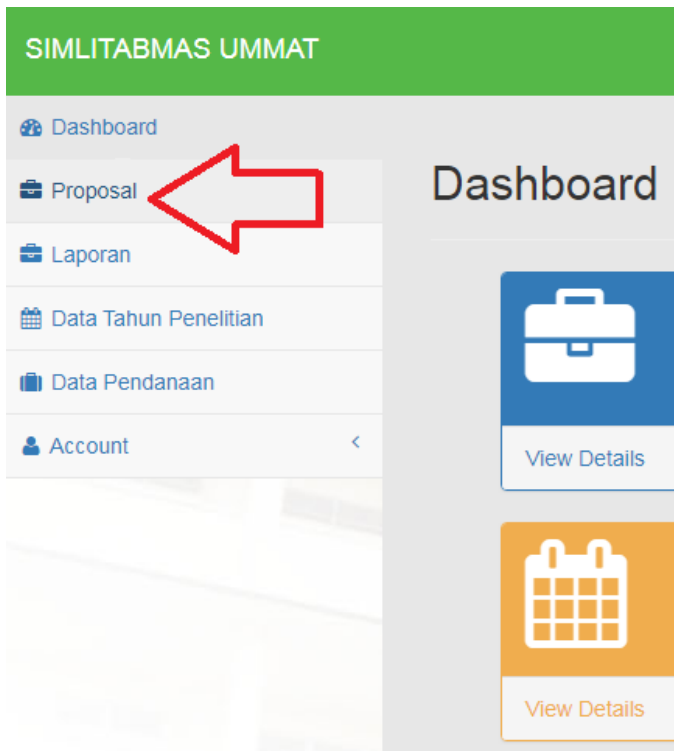 SIMLITABMAS UMMAT
Dashboard
Proposal
Laporan
Data Tahun Penelitian
Data Pendanaan
Account
Dashboard
View Details
View Details